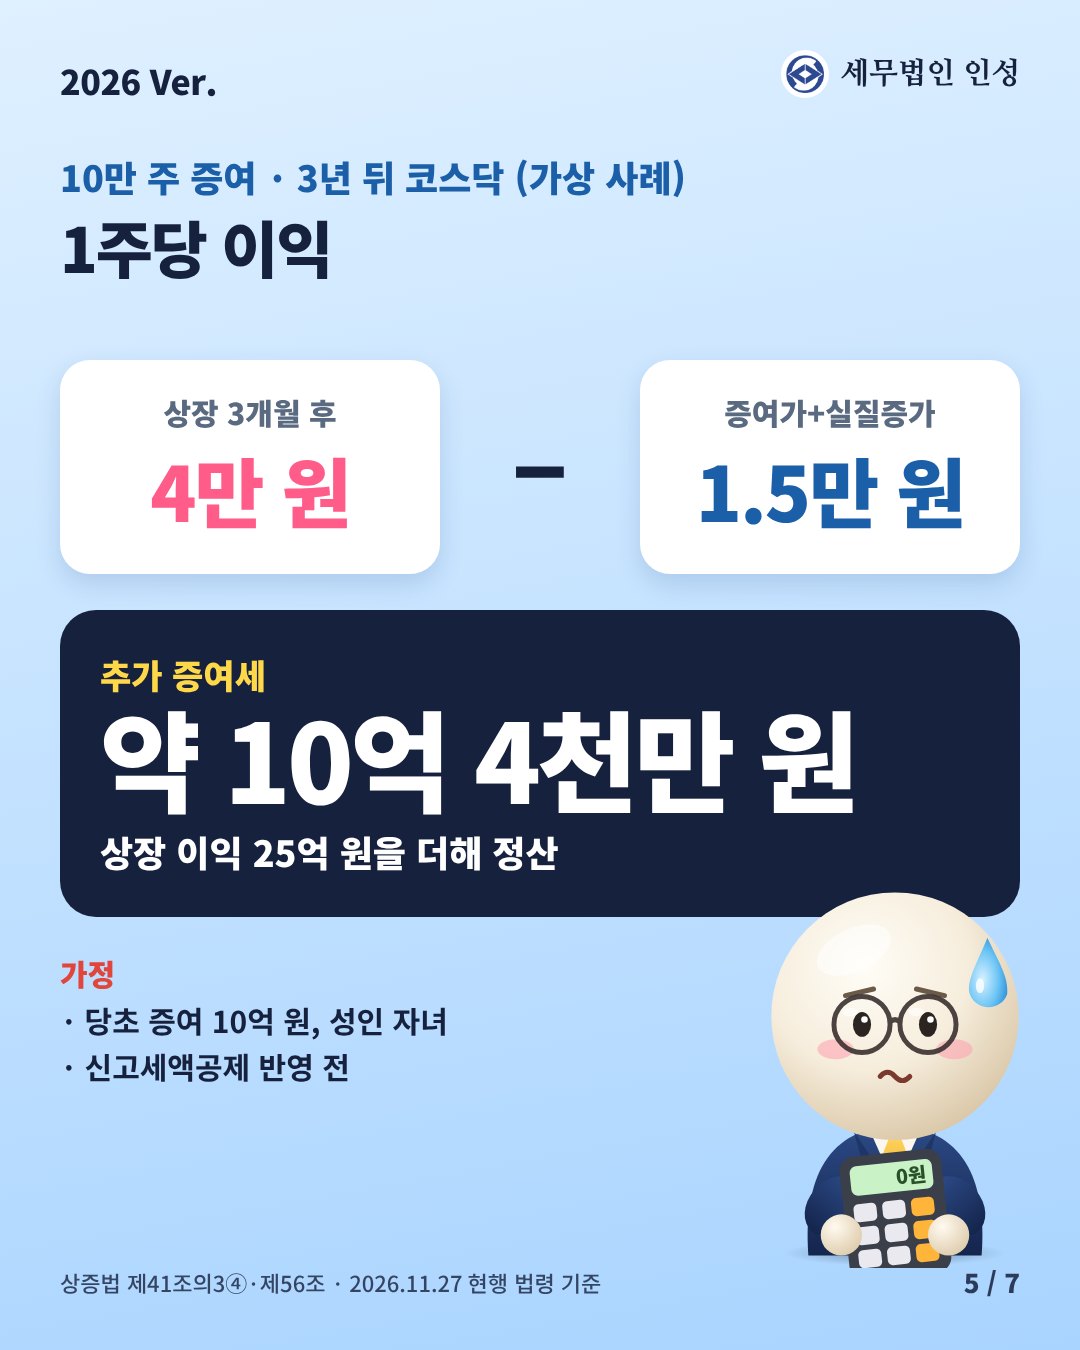 2026 Ver.
세무법인 인성
10만 주 증여 · 3년 뒤 코스닥 (가상 사례)
1주당 이익
상장 3개월 후
4만 원
−
증여가+실질증가
1.5만 원
추가 증여세
약 10억 4천만 원
상장 이익 25억 원을 더해 정산
가정
· 당초 증여 10억 원, 성인 자녀
· 신고세액공제 반영 전
0원
상증법 제41조의3④·제56조 · 2026.11.27 현행 법령 기준
5 / 7